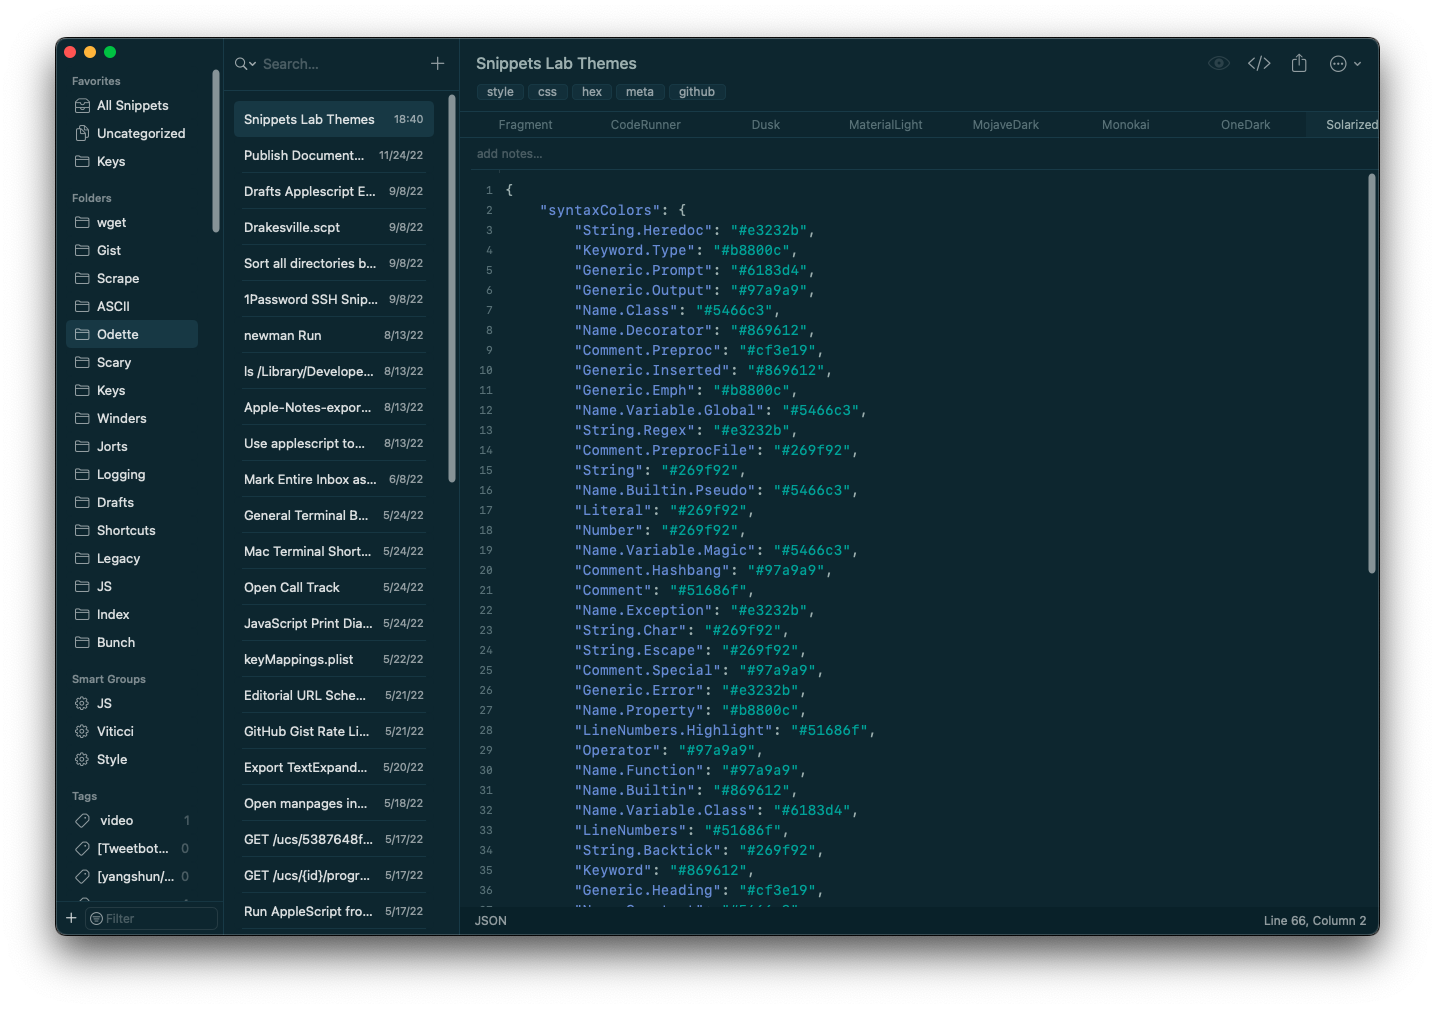 Favorites
All Snippets
Uncategorized
Keys
Folders
wget
Gist
Scrape
ASCII
Odette
Scary
Keys
Winders
Jorts
Logging
Drafts
Shortcuts
Legacy
JS
Index
Bunch
Smart Groups
JS
Viticci
Style
Tags
video 1
[Tweetbot... 0
[yangshun/... 0
+ Filter
Search... +
Snippets Lab Themes 18:40
Publish Document... 11/24/22
Drafts Applescript E... 9/8/22
Drakesville.scpt 9/8/22
Sort all directories b... 9/8/22
1Password SSH Snip... 9/8/22
newman Run 8/13/22
ls /Library/Develope... 8/13/22
Apple-Notes-expor... 8/13/22
Use applescript to... 8/13/22
Mark Entire Inbox as... 6/8/22
General Terminal B... 5/24/22
Mac Terminal Short... 5/24/22
Open Call Track 5/24/22
JavaScript Print Dia... 5/24/22
keyMappings.plist 5/22/22
Editorial URL Sche... 5/21/22
GitHub Gist Rate Li... 5/21/22
Export TextExpand... 5/20/22
Open manpages in... 5/18/22
GET /ucs/5387648f... 5/17/22
GET /ucs/{id}/progr... 5/17/22
Run AppleScript fro... 5/17/22
Snippets Lab Themes
style css hex meta github
Fragment CodeRunner Dusk MaterialLight MojaveDark Monokai OneDark Solarized
add notes...
1 {
2 "syntaxColors": {
3 "String.Heredoc": "#e3232b",
4 "Keyword.Type": "#b8800c",
5 "Generic.Prompt": "#6183d4",
6 "Generic.Output": "#97a9a9",
7 "Name.Class": "#5466c3",
8 "Name.Decorator": "#869612",
9 "Comment.Preproc": "#cf3e19",
10 "Generic.Inserted": "#869612",
11 "Generic.Emph": "#b8800c",
12 "Name.Variable.Global": "#5466c3",
13 "String.Regex": "#e3232b",
14 "Comment.PreprocFile": "#269f92",
15 "String": "#269f92",
16 "Name.Builtin.Pseudo": "#5466c3",
17 "Literal": "#269f92",
18 "Number": "#269f92",
19 "Name.Variable.Magic": "#5466c3",
20 "Comment.Hashbang": "#97a9a9",
21 "Comment": "#51686f",
22 "Name.Exception": "#e3232b",
23 "String.Char": "#269f92",
24 "String.Escape": "#269f92",
25 "Comment.Special": "#97a9a9",
26 "Generic.Error": "#e3232b",
27 "Name.Property": "#b8800c",
28 "LineNumbers.Highlight": "#51686f",
29 "Operator": "#97a9a9",
30 "Name.Function": "#97a9a9",
31 "Name.Builtin": "#869612",
32 "Name.Variable.Class": "#6183d4",
33 "LineNumbers": "#51686f",
34 "String.Backtick": "#269f92",
35 "Keyword": "#869612",
36 "Generic.Heading": "#cf3e19",
JSON Line 66, Column 2